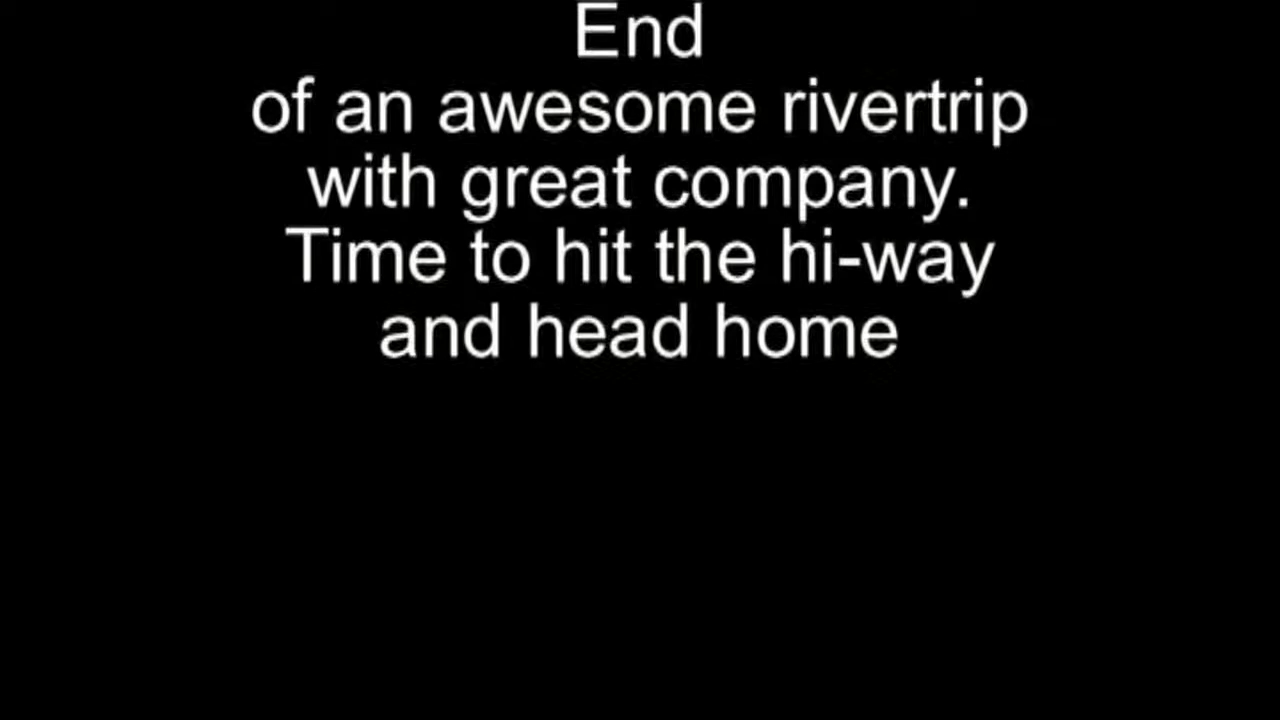 End
of an awesome rivertrip
with great company.
Time to hit the hi-way
and head home